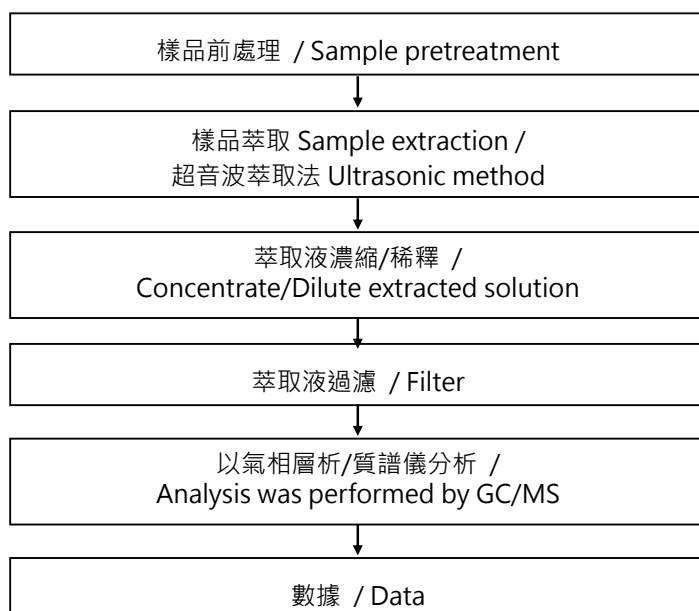 樣品前處理 / Sample pretreatment
樣品萃取 Sample extraction /
超音波萃取法 Ultrasonic method
萃取液濃縮/稀釋 /
Concentrate/Dilute extracted solution
萃取液過濾 / Filter
以氣相層析/質譜儀分析 /
Analysis was performed by GC/MS
數據 / Data